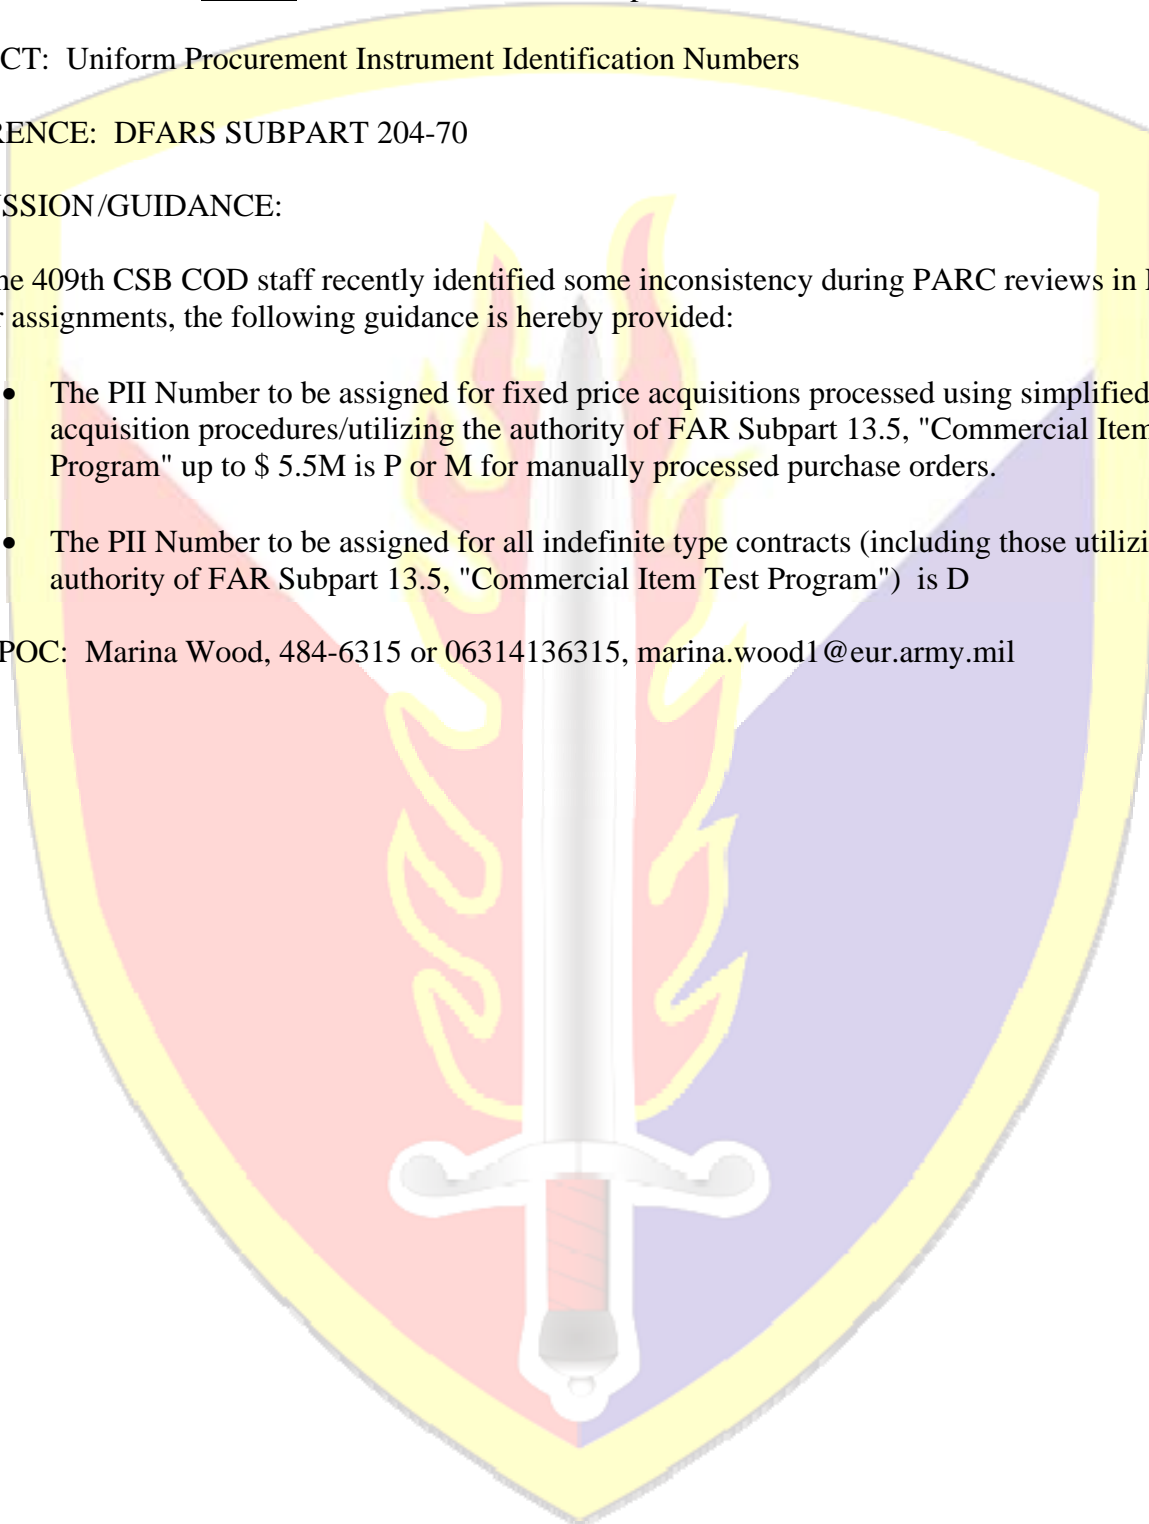 CT: Uniform Procurement Instrument Identification Numbers
RENCE: DFARS SUBPART 204-70
SSION/GUIDANCE:
ne 409th CSB COD staff recently identified some inconsistency during PARC reviews in
r assignments, the following guidance is hereby provided:
• The PII Number to be assigned for fixed price acquisitions processed using simplified
acquisition procedures/utilizing the authority of FAR Subpart 13.5, "Commercial Item
Program" up to $ 5.5M is P or M for manually processed purchase orders.
• The PII Number to be assigned for all indefinite type contracts (including those utilizi
authority of FAR Subpart 13.5, "Commercial Item Test Program")  is D
POC: Marina Wood, 484-6315 or 06314136315, marina.wood1@eur.army.mil